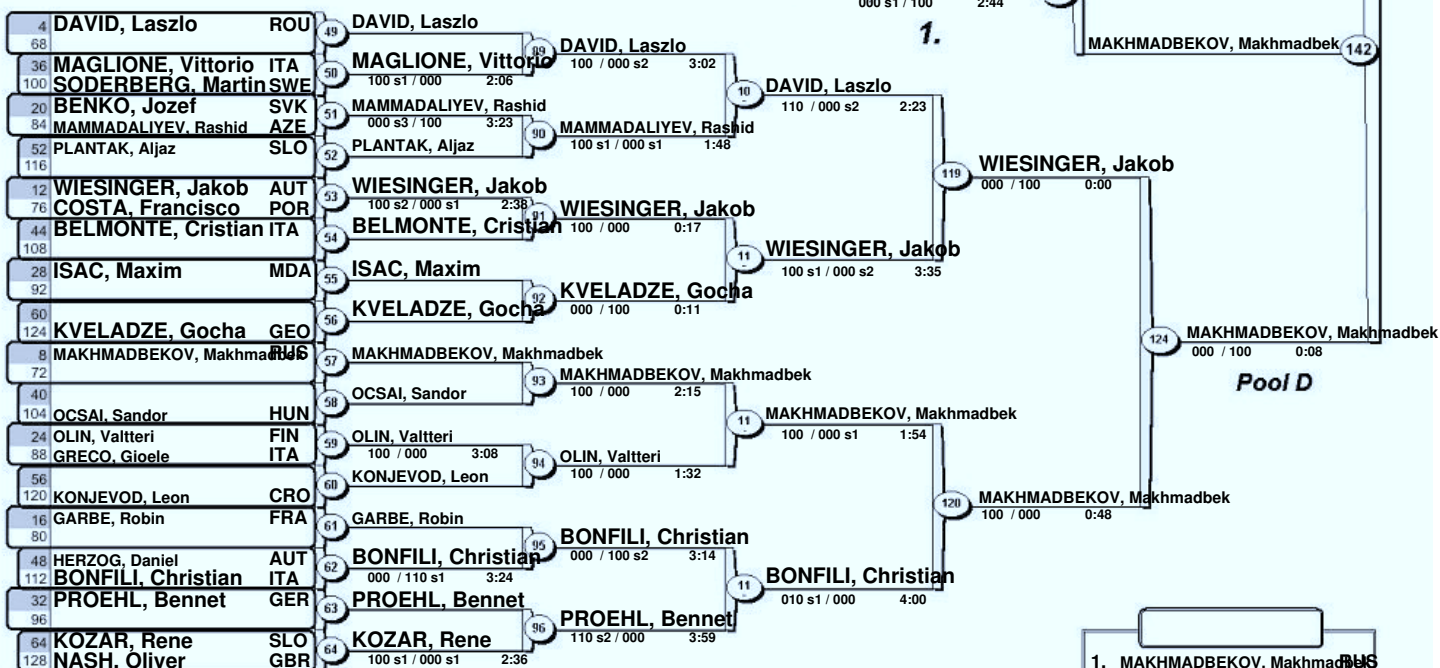 000 s1 / 100 2:44
1.
MAKHMADBEKOV, Makhmadbek 142
4 DAVID, Laszlo ROU
68
49 DAVID, Laszlo
36 MAGLIONE, Vittorio ITA
100 SODERBERG, Martin SWE
50 MAGLIONE, Vittorio
100 s1 / 000 2:06
89 DAVID, Laszlo
100 / 000 s2 3:02
20 BENKO, Jozef SVK
84 MAMMADALIYEV, Rashid AZE
51 MAMMADALIYEV, Rashid
000 s3 / 100 3:23
52 PLANTAK, Aljaz SLO
116
52 PLANTAK, Aljaz
90 MAMMADALIYEV, Rashid
100 s1 / 000 s1 1:48
10 DAVID, Laszlo
110 / 000 s2 2:23
12 WIESINGER, Jakob AUT
76 COSTA, Francisco POR
53 WIESINGER, Jakob
100 s2 / 000 s1 2:38
44 BELMONTE, Cristian ITA
108
54 BELMONTE, Cristian
91 WIESINGER, Jakob
100 / 000 0:17
28 ISAC, Maxim MDA
92
55 ISAC, Maxim
60
124 KVELADZE, Gocha GEO
56 KVELADZE, Gocha
92 KVELADZE, Gocha
000 / 100 0:11
11 WIESINGER, Jakob
100 s1 / 000 s2 3:35
119 WIESINGER, Jakob
000 / 100 0:00
8 MAKHMADBEKOV, Makhmadbek RUS
72
57 MAKHMADBEKOV, Makhmadbek
40
104 OCSAI, Sandor HUN
58 OCSAI, Sandor
93 MAKHMADBEKOV, Makhmadbek
100 / 000 2:15
24 OLIN, Valtteri FIN
88 GRECO, Gioele ITA
59 OLIN, Valtteri
100 / 000 3:08
56
120 KONJEVOD, Leon CRO
60 KONJEVOD, Leon
94 OLIN, Valtteri
100 / 000 1:32
11 MAKHMADBEKOV, Makhmadbek
100 / 000 s1 1:54
16 GARBE, Robin FRA
80
61 GARBE, Robin
48 HERZOG, Daniel AUT
112 BONFILI, Christian ITA
62 BONFILI, Christian
000 / 110 s1 3:24
95 BONFILI, Christian
000 / 100 s2 3:14
32 PROEHL, Bennet GER
96
63 PROEHL, Bennet
64 KOZAR, Rene SLO
128 NASH, Oliver GBR
64 KOZAR, Rene
100 s1 / 000 s1 2:36
96 PROEHL, Bennet
110 s2 / 000 3:59
11 BONFILI, Christian
010 s1 / 000 4:00
120 MAKHMADBEKOV, Makhmadbek
100 / 000 0:48
124 MAKHMADBEKOV, Makhmadbek
000 / 100 0:08
Pool D
1. MAKHMADBEKOV, Makhmadbek RUS